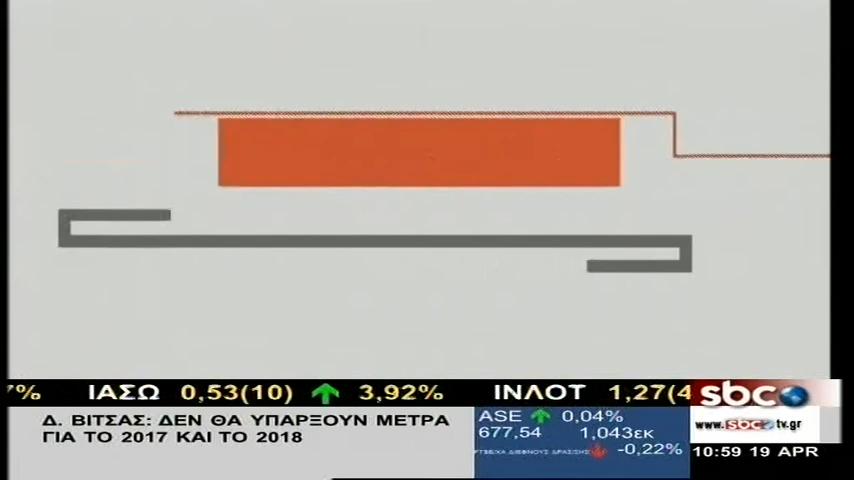 7% ΙΑΣΩ 0,53(10) 3,92% ΙΝΛΟΤ 1,27(4
sbc
Δ. ΒΙΤΣΑΣ: ΔΕΝ ΘΑ ΥΠΑΡΞΟΥΝ ΜΕΤΡΑ
ΓΙΑ ΤΟ 2017 ΚΑΙ ΤΟ 2018
ASE 0,04%
677,54 1,043εκ
-0,22%
www.sbctv.gr
10:59 19 APR